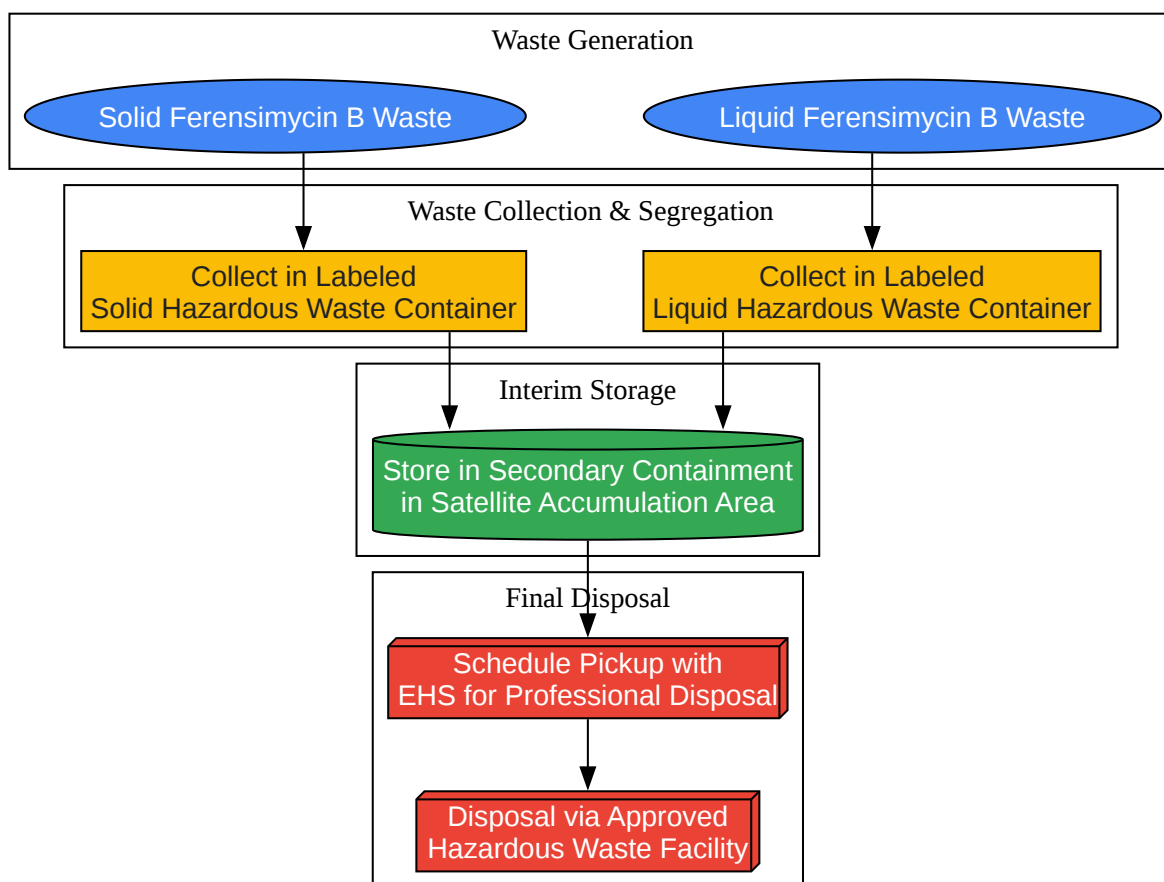 Waste Generation
Solid Ferensimycin B Waste
Liquid Ferensimycin B Waste
Waste Collection & Segregation
Collect in Labeled
Solid Hazardous Waste Container
Collect in Labeled
Liquid Hazardous Waste Container
Interim Storage
Store in Secondary Containment
in Satellite Accumulation Area
Final Disposal
Schedule Pickup with
EHS for Professional Disposal
Disposal via Approved
Hazardous Waste Facility